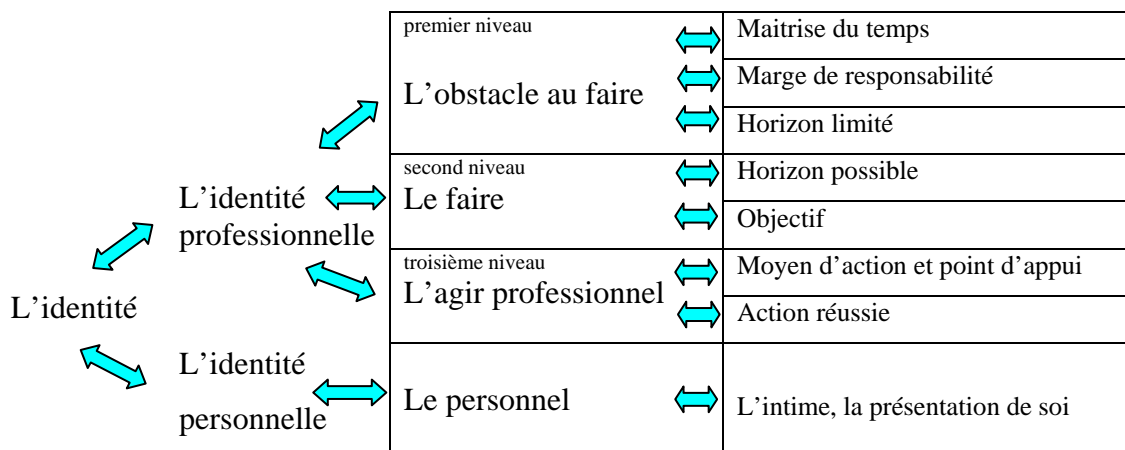 premier niveau
L'obstacle au faire
Maitrise du temps
Marge de responsabilité
Horizon limité
second niveau
Le faire
Horizon possible
Objectif
troisième niveau
L'agir professionnel
Moyen d'action et point d'appui
Action réussie
L'identité
professionnelle
L'identité
L'identité
personnelle
Le personnel
L'intime, la présentation de soi